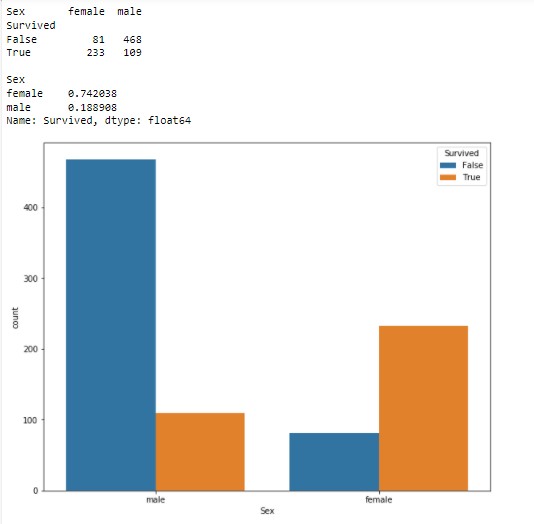 Sex       female  male
Survived
False         81   468
True         233   109
Sex
female    0.742038
male      0.188908
Name: Survived, dtype: float64
Survived
False
True
400
300
200
100
0
count
male female
Sex